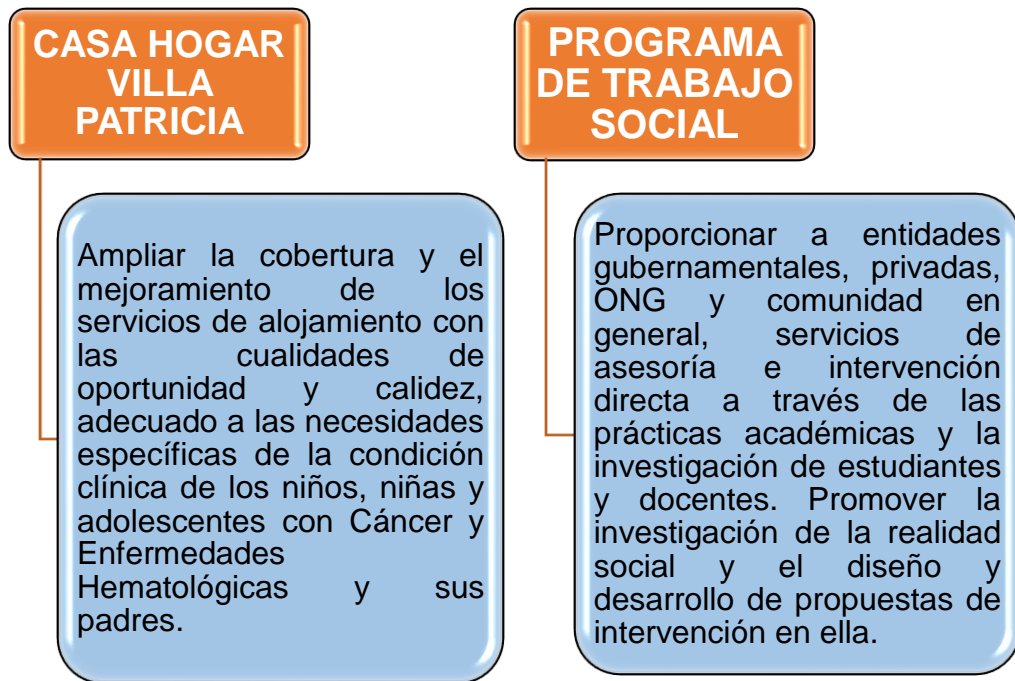 CASA HOGAR
VILLA
PATRICIA
Ampliar la cobertura y el
mejoramiento de los
servicios de alojamiento con
las cualidades de
oportunidad y calidez,
adecuado a las necesidades
específicas de la condición
clínica de los niños, niñas y
adolescentes con Cáncer y
Enfermedades
Hematológicas y sus
padres.
PROGRAMA
DE TRABAJO
SOCIAL
Proporcionar a entidades
gubernamentales, privadas,
ONG y comunidad en
general, servicios de
asesoría e intervención
directa a través de las
prácticas académicas y la
investigación de estudiantes
y docentes. Promover la
investigación de la realidad
social y el diseño y
desarrollo de propuestas de
intervención en ella.